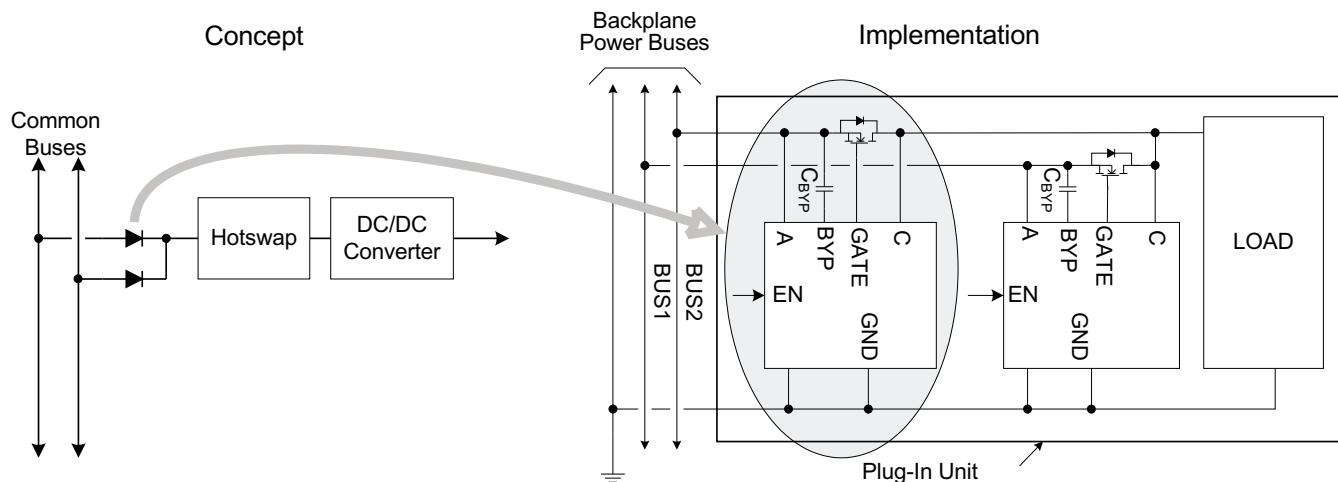 Concept
Backplane
Power Buses
Implementation
Common
Buses
Hotswap
DC/DC
Converter
BUS1
BUS2
CBYP
A
BYP
GATE
C
EN
GND
CBYP
A
BYP
GATE
C
EN
GND
LOAD
Plug-In Unit